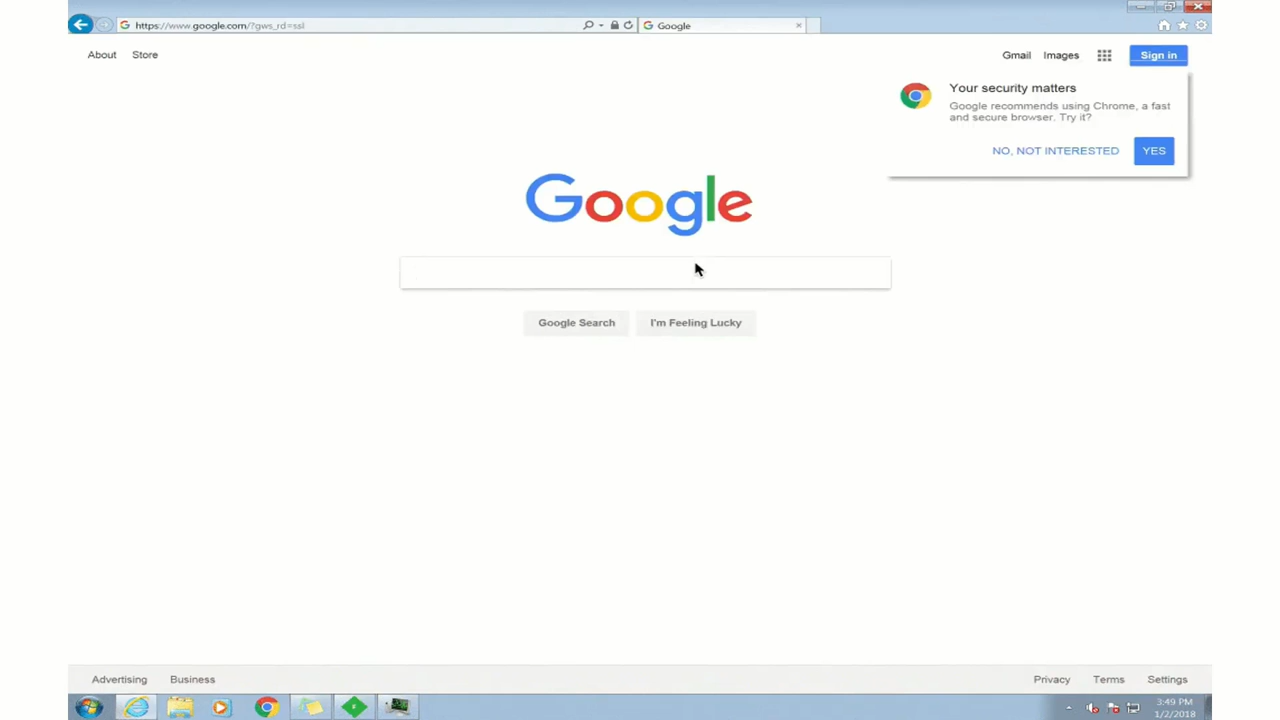 https://www.google.com/?gws_rd=ssl
Google
About Store
Gmail Images Sign in
Your security matters
Google recommends using Chrome, a fast
and secure browser. Try it?
NO, NOT INTERESTED YES
Google
Google Search I'm Feeling Lucky
Advertising Business
Privacy Terms Settings
3:49 PM
1/2/2018